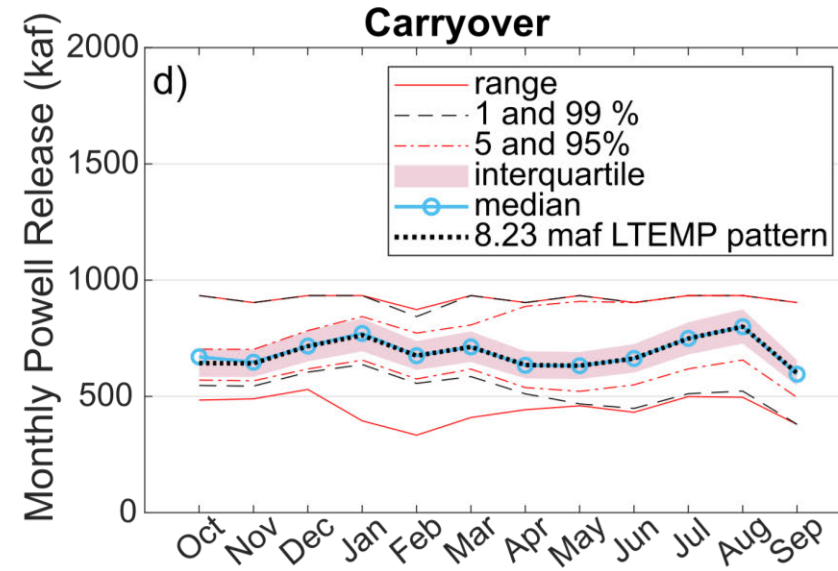 Carryover
Monthly Powell Release (kaf)
2000
1500
1000
500
0
d)
range
1 and 99 %
5 and 95%
interquartile
median
8.23 maf LTEMP pattern
Oct
Nov
Dec
Jan
Feb
Mar
Apr
May
Jun
Jul
Aug
Sep